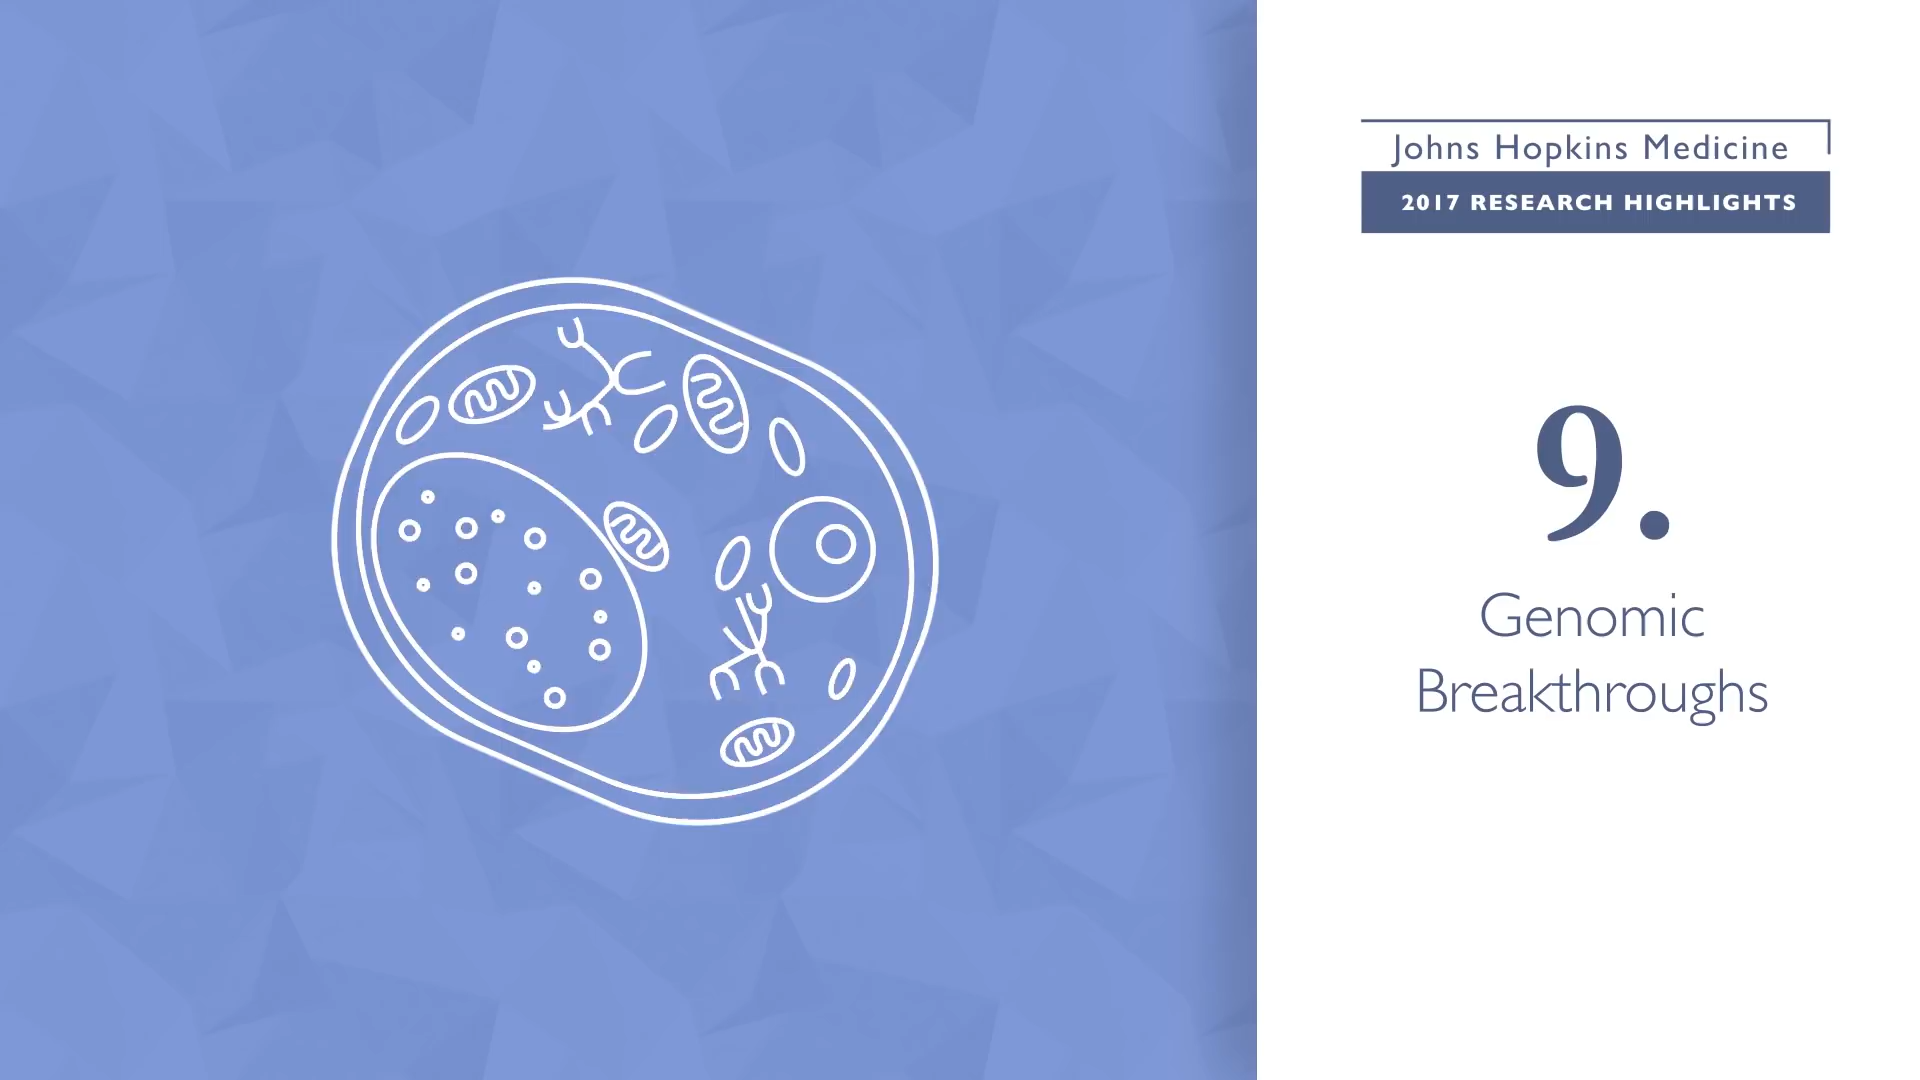 Johns Hopkins Medicine
2017 RESEARCH HIGHLIGHTS
9.
Genomic
Breakthroughs